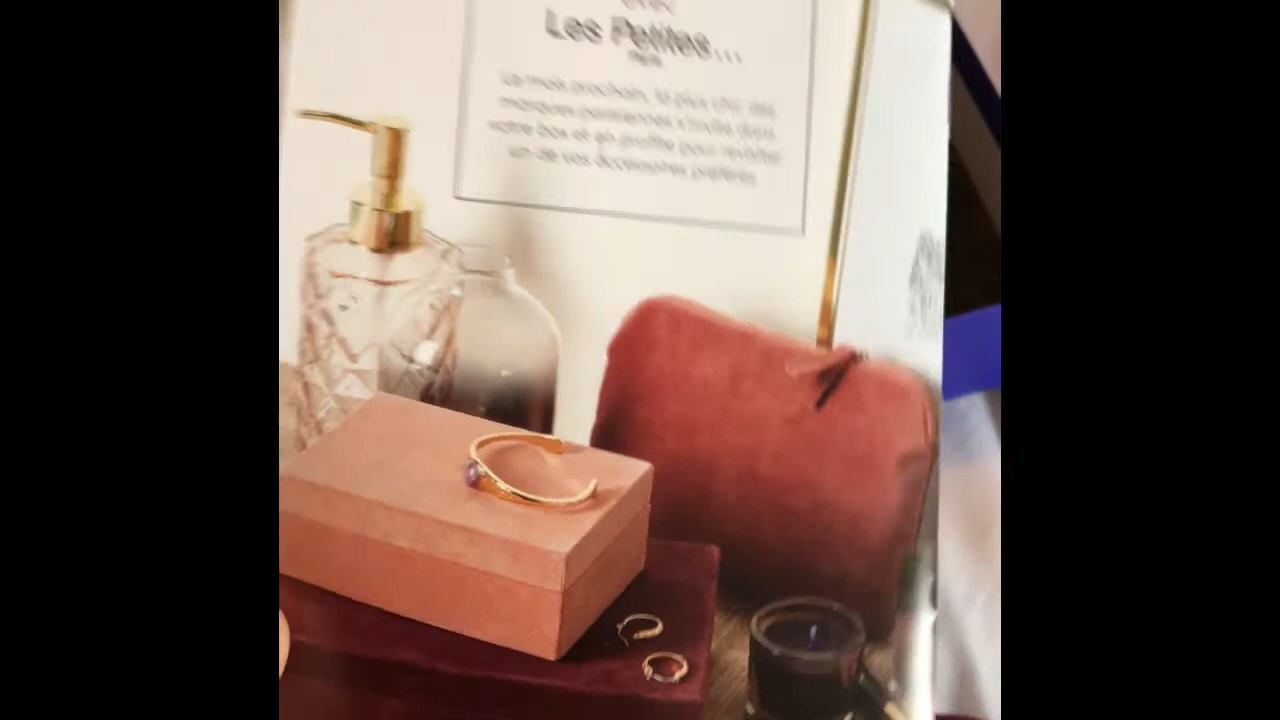 avec
Les Petites...
PARIS
Le mois prochain, la plus chic des
marques parisiennes s'invite dans
votre box et en profite pour revisiter
un de vos accessoires préférés.